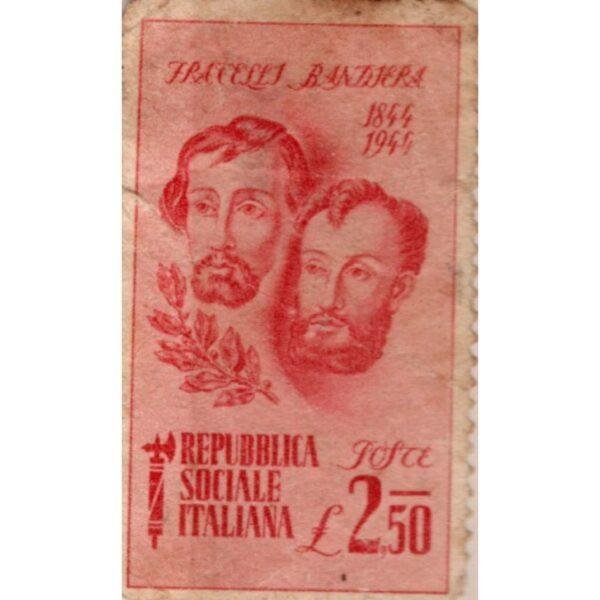 FRATELLI BANDIERA
1844
1944
REPUBBLICA
SOCIALE
ITALIANA
Poste
£.2,50